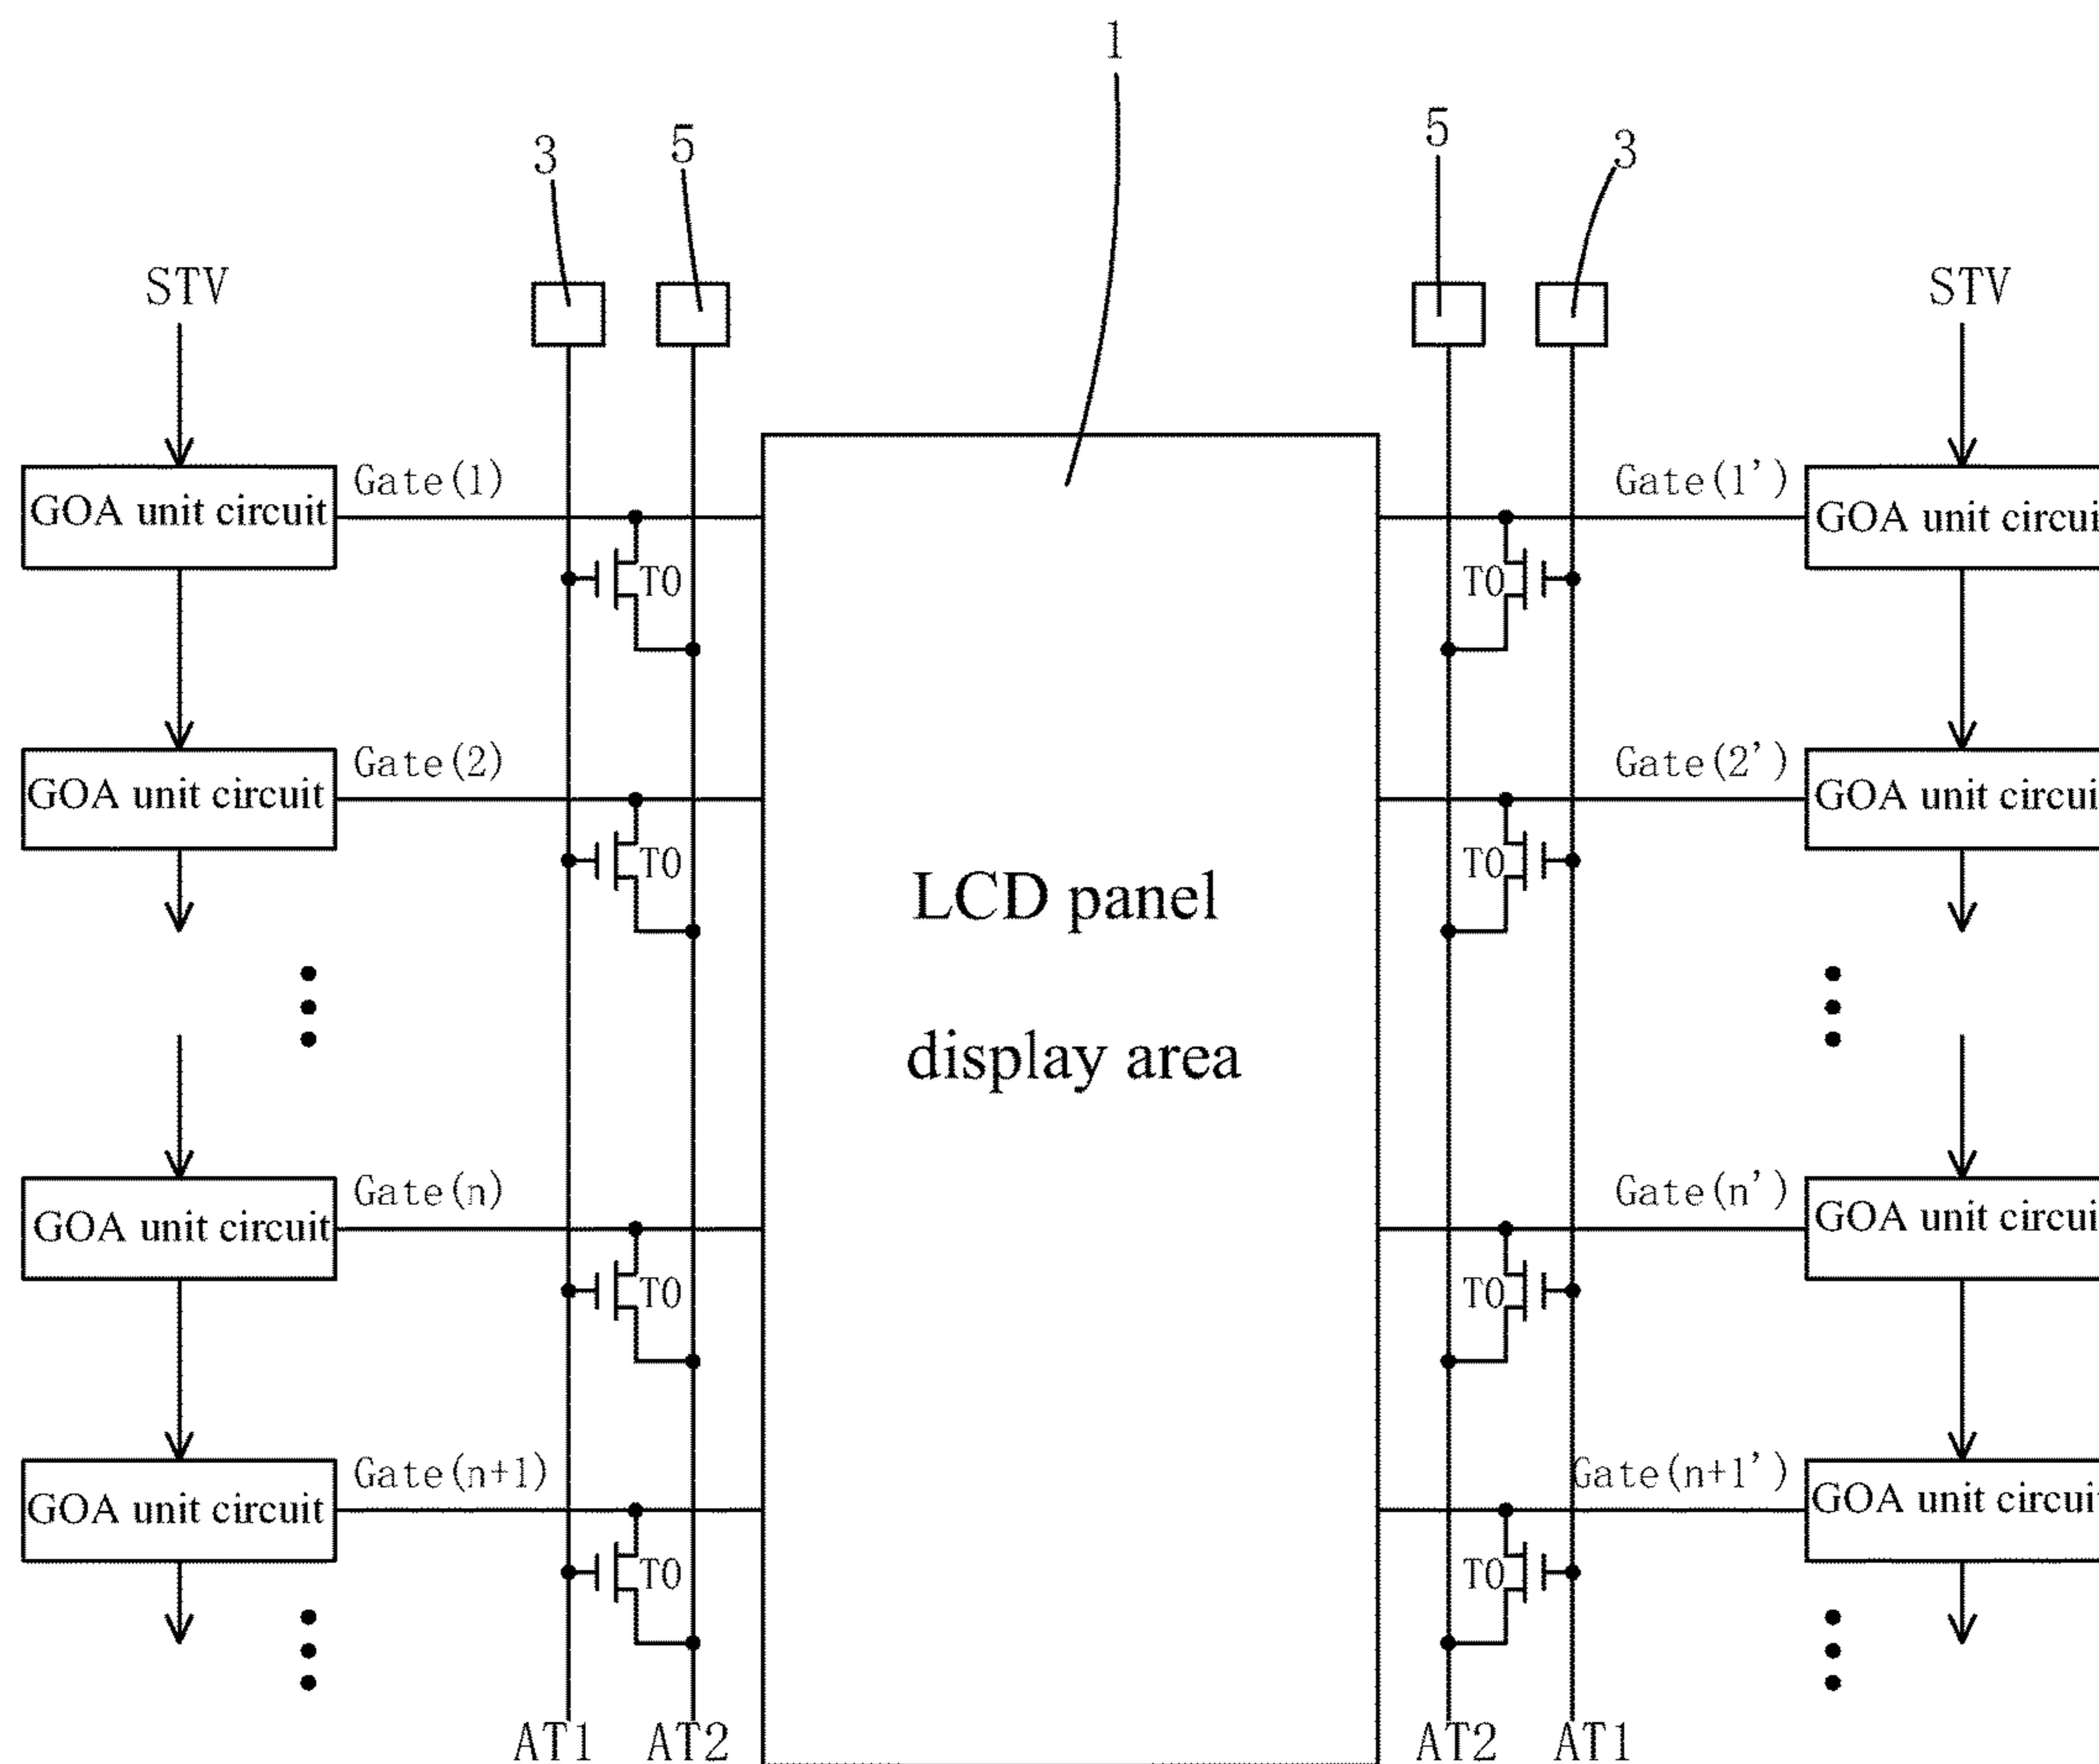 1
3
5
5
3
STV
STV
Gate(1)
Gate(1')
GOA unit circuit
GOA unit circui
T0
T0
Gate(2)
Gate(2')
GOA unit circuit
GOA unit circui
T0
T0
LCD panel
display area
Gate(n)
Gate(n')
GOA unit circuit
GOA unit circui
T0
T0
Gate(n+1)
Gate(n+1')
GOA unit circuit
GOA unit circuit
T0
T0
AT1
AT2
AT2
AT1